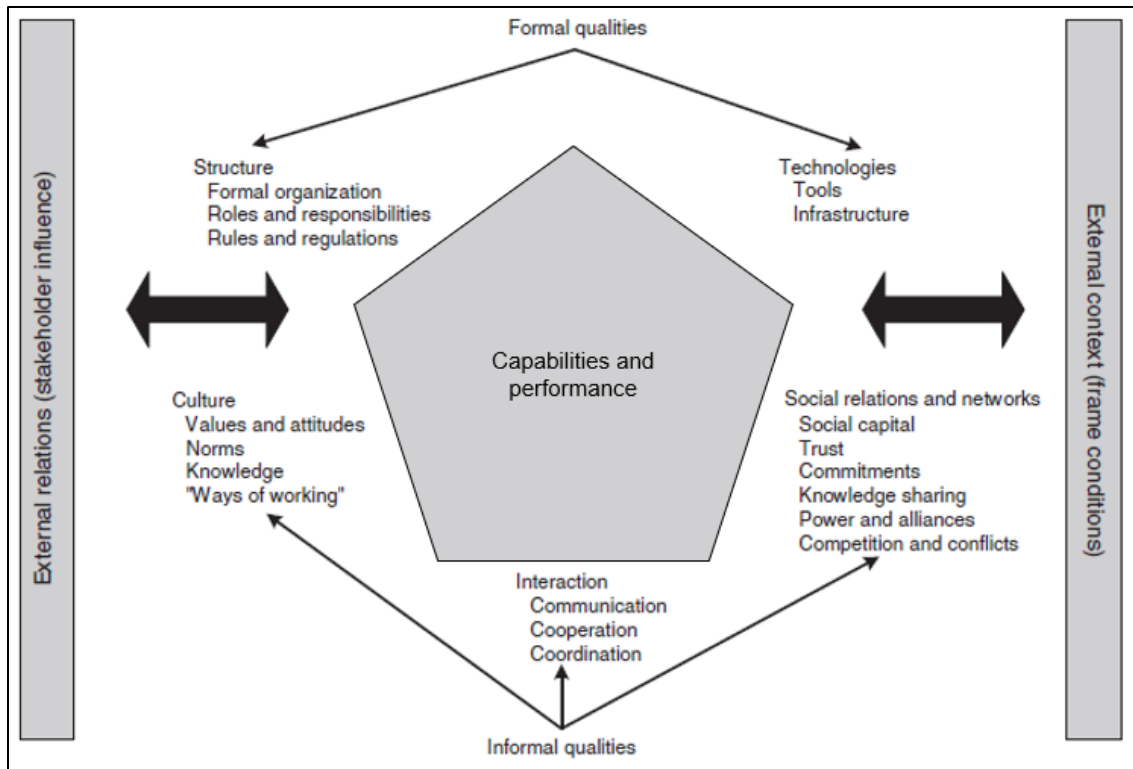 Formal qualities
External relations (stakeholder influence)
Structure
Formal organization
Roles and responsibilities
Rules and regulations
Technologies
Tools
Infrastructure
Capabilities and
performance
Culture
Values and attitudes
Norms
Knowledge
"Ways of working"
Social relations and networks
Social capital
Trust
Commitments
Knowledge sharing
Power and alliances
Competition and conflicts
Interaction
Communication
Cooperation
Coordination
Informal qualities
External context (frame conditions)